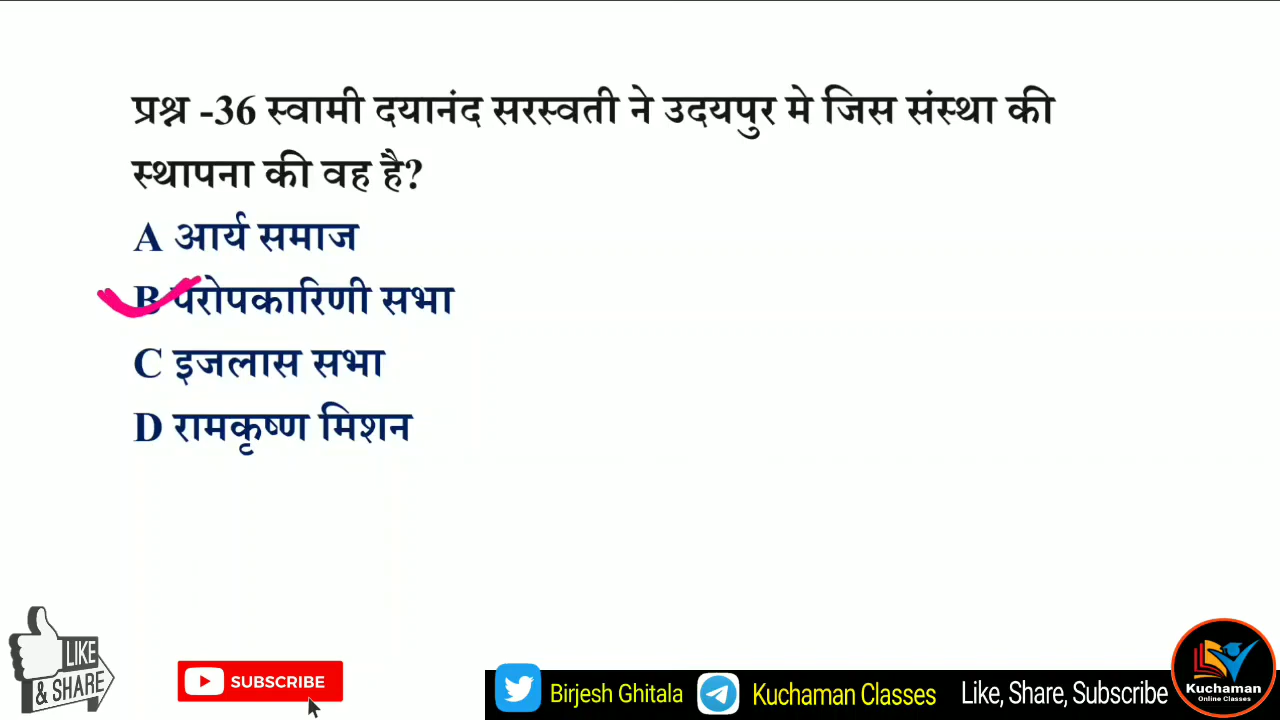 प्रश्न -36 स्वामी दयानंद सरस्वती ने उदयपुर मे जिस संस्था की
स्थापना की वह है?
A आर्य समाज
B परोपकारिणी सभा
C इजलास सभा
D रामकृष्ण मिशन
LIKE
& SHARE
SUBSCRIBE
Birjesh Ghitala
Kuchaman Classes
Like, Share, Subscribe
Kuchaman
Online Classes